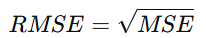 RMSE = √MSE